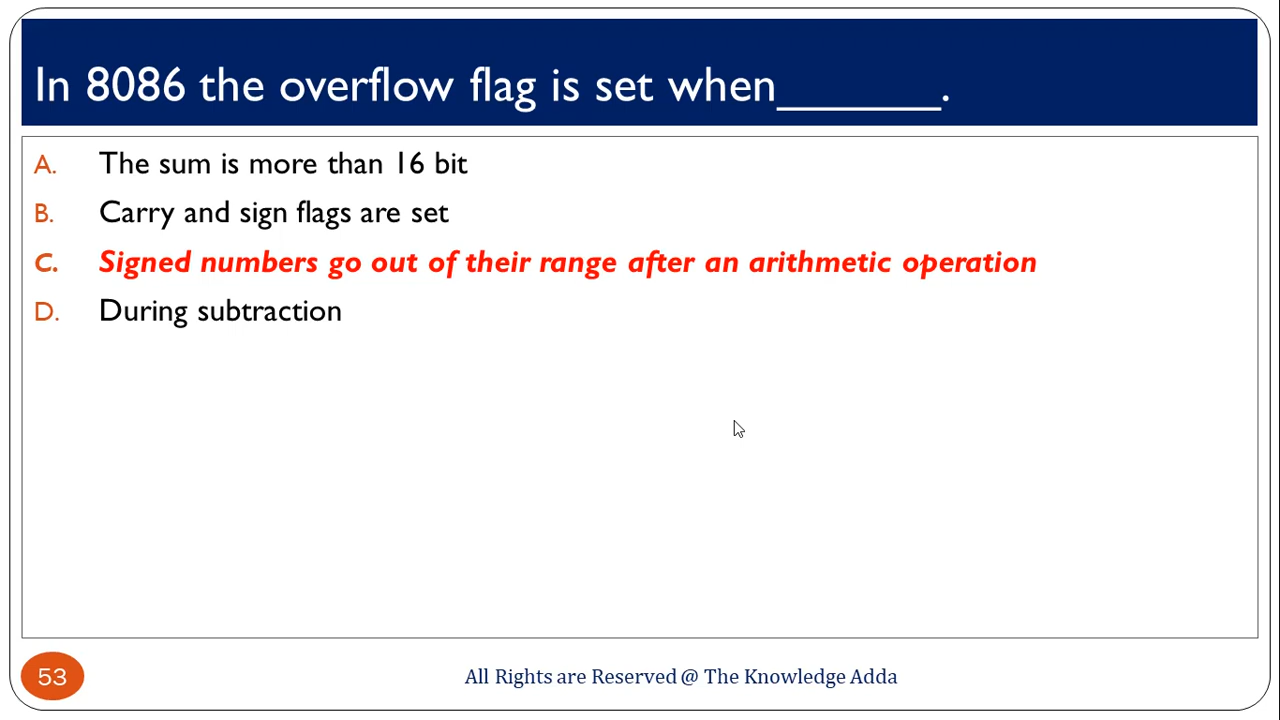 In 8086 the overflow flag is set when______.
A. The sum is more than 16 bit
B. Carry and sign flags are set
C. Signed numbers go out of their range after an arithmetic operation
D. During subtraction
53
All Rights are Reserved @ The Knowledge Adda